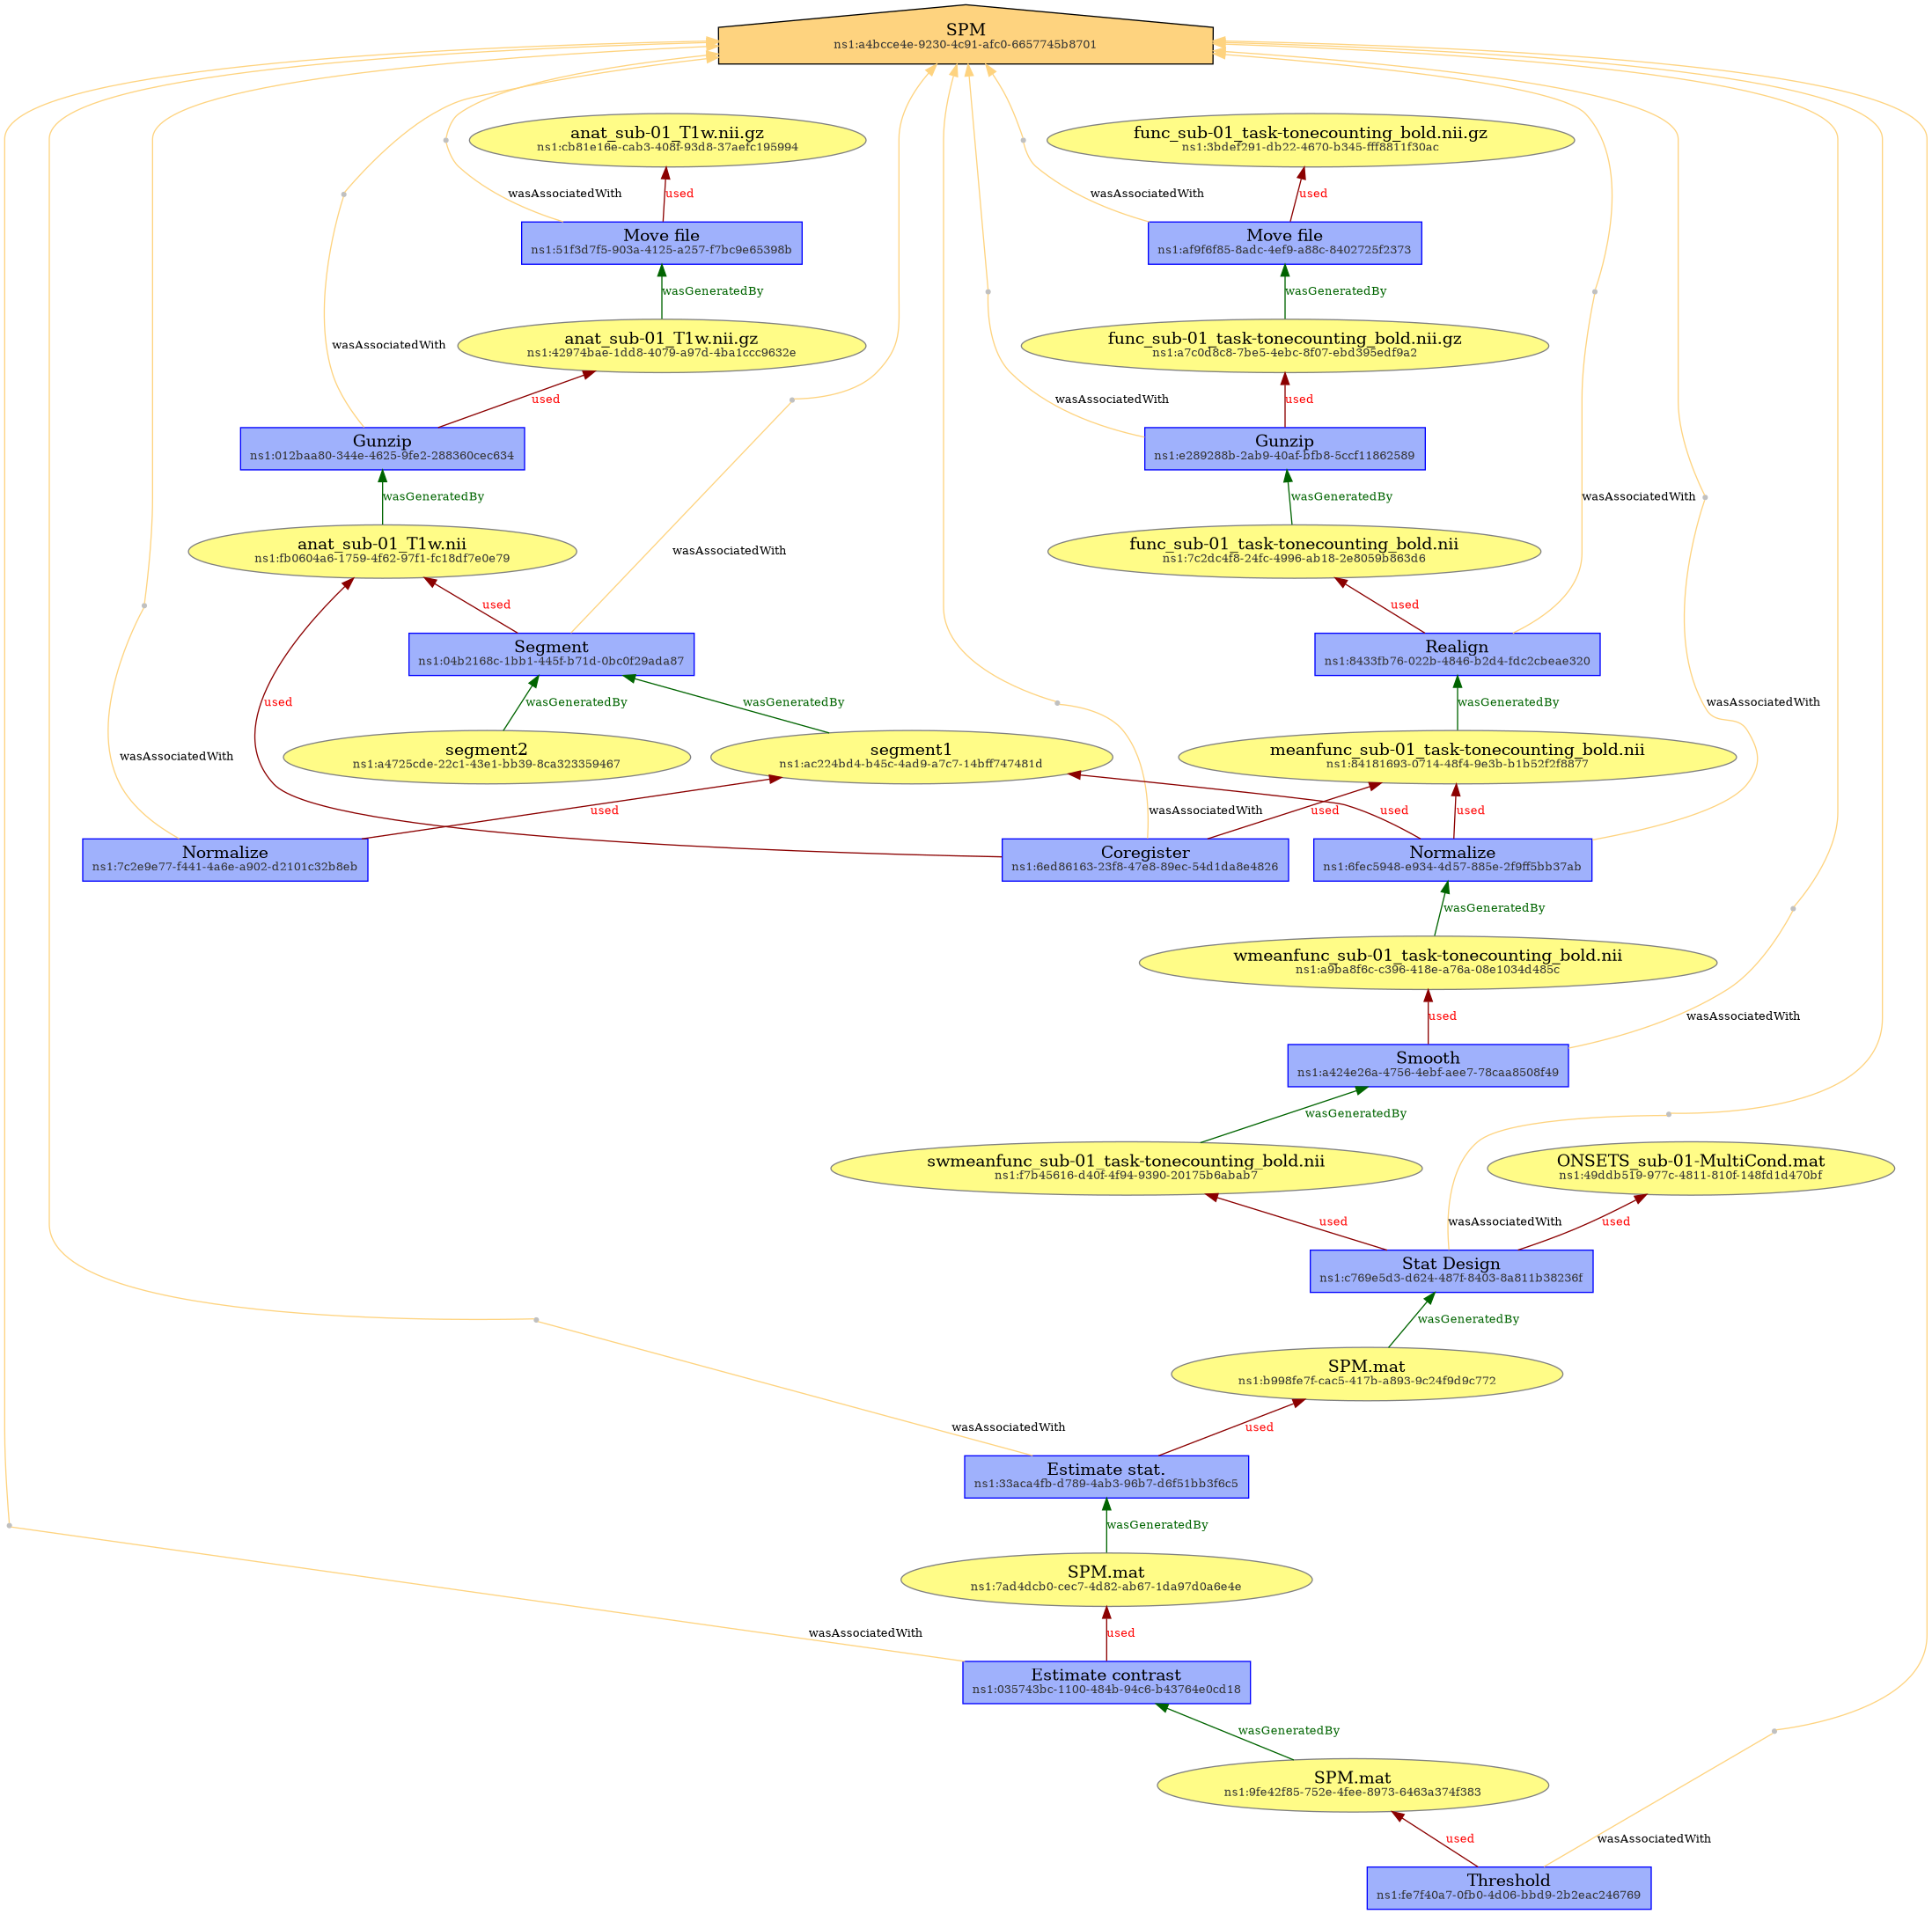 SPM
ns1:a4bcce4e-9230-4c91-afc0-6657745b8701
anat_sub-01_T1w.nii.gz
ns1:cb81e16e-cab3-408f-93d8-37aefc195994
func_sub-01_task-tonecounting_bold.nii.gz
ns1:3bdef291-db22-4670-b345-fff8811f30ac
wasAssociatedWith
used
wasAssociatedWith
used
Move file
ns1:51f3d7f5-903a-4125-a257-f7bc9e65398b
Move file
ns1:af9f6f85-8adc-4ef9-a88c-8402725f2373
wasGeneratedBy
wasGeneratedBy
wasAssociatedWith
anat_sub-01_T1w.nii.gz
ns1:42974bae-1dd8-4079-a97d-4ba1ccc9632e
func_sub-01_task-tonecounting_bold.nii.gz
ns1:a7c0d8c8-7be5-4ebc-8f07-ebd395edf9a2
used
wasAssociatedWith
used
Gunzip
ns1:012baa80-344e-4625-9fe2-288360cec634
Gunzip
ns1:e289288b-2ab9-40af-bfb8-5ccf11862589
wasGeneratedBy
wasGeneratedBy
wasAssociatedWith
anat_sub-01_T1w.nii
ns1:fb0604a6-1759-4f62-97f1-fc18df7e0e79
wasAssociatedWith
func_sub-01_task-tonecounting_bold.nii
ns1:7c2dc4f8-24fc-4996-ab18-2e8059b863d6
used
used
Segment
ns1:04b2168c-1bb1-445f-b71d-0bc0f29ada87
Realign
ns1:8433fb76-022b-4846-b2d4-fdc2cbeae320
used
wasGeneratedBy
wasGeneratedBy
wasGeneratedBy
wasAssociatedWith
wasAssociatedWith
segment2
ns1:a4725cde-22c1-43e1-bb39-8ca323359467
segment1
ns1:ac224bd4-b45c-4ad9-a7c7-14bff747481d
meanfunc_sub-01_task-tonecounting_bold.nii
ns1:84181693-0714-48f4-9e3b-b1b52f2f8877
used
wasAssociatedWith
used
used
used
Normalize
ns1:7c2e9e77-f441-4a6e-a902-d2101c32b8eb
Coregister
ns1:6ed86163-23f8-47e8-89ec-54d1da8e4826
Normalize
ns1:6fec5948-e934-4d57-885e-2f9ff5bb37ab
wasGeneratedBy
wmeanfunc_sub-01_task-tonecounting_bold.nii
ns1:a9ba8f6c-c396-418e-a76a-08e1034d485c
used
wasAssociatedWith
Smooth
ns1:a424e26a-4756-4ebf-aee7-78caa8508f49
wasGeneratedBy
swmeanfunc_sub-01_task-tonecounting_bold.nii
ns1:f7b45616-d40f-4f94-9390-20175b6abab7
ONSETS_sub-01-MultiCond.mat
ns1:49ddb519-977c-4811-810f-148fd1d470bf
used
wasAssociatedWith
used
Stat Design
ns1:c769e5d3-d624-487f-8403-8a811b38236f
wasGeneratedBy
SPM.mat
ns1:b998fe7f-cac5-417b-a893-9c24f9d9c772
wasAssociatedWith
used
Estimate stat.
ns1:33aca4fb-d789-4ab3-96b7-d6f51bb3f6c5
wasGeneratedBy
SPM.mat
ns1:7ad4dcb0-cec7-4d82-ab67-1da97d0a6e4e
wasAssociatedWith
used
Estimate contrast
ns1:035743bc-1100-484b-94c6-b43764e0cd18
wasGeneratedBy
SPM.mat
ns1:9fe42f85-752e-4fee-8973-6463a374f383
used
wasAssociatedWith
Threshold
ns1:fe7f40a7-0fb0-4d06-bbd9-2b2eac246769